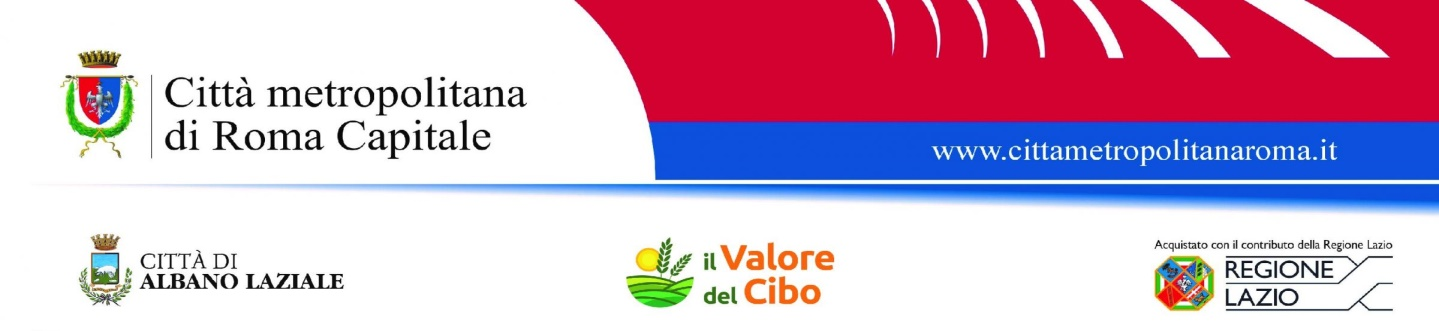 Città metropolitana
di Roma Capitale
www.cittametropolitanaroma.it
CITTÀ DI
ALBANO LAZIALE
il Valore
del Cibo
Acquistato con il contributo della Regione Lazio
REGIONE
LAZIO